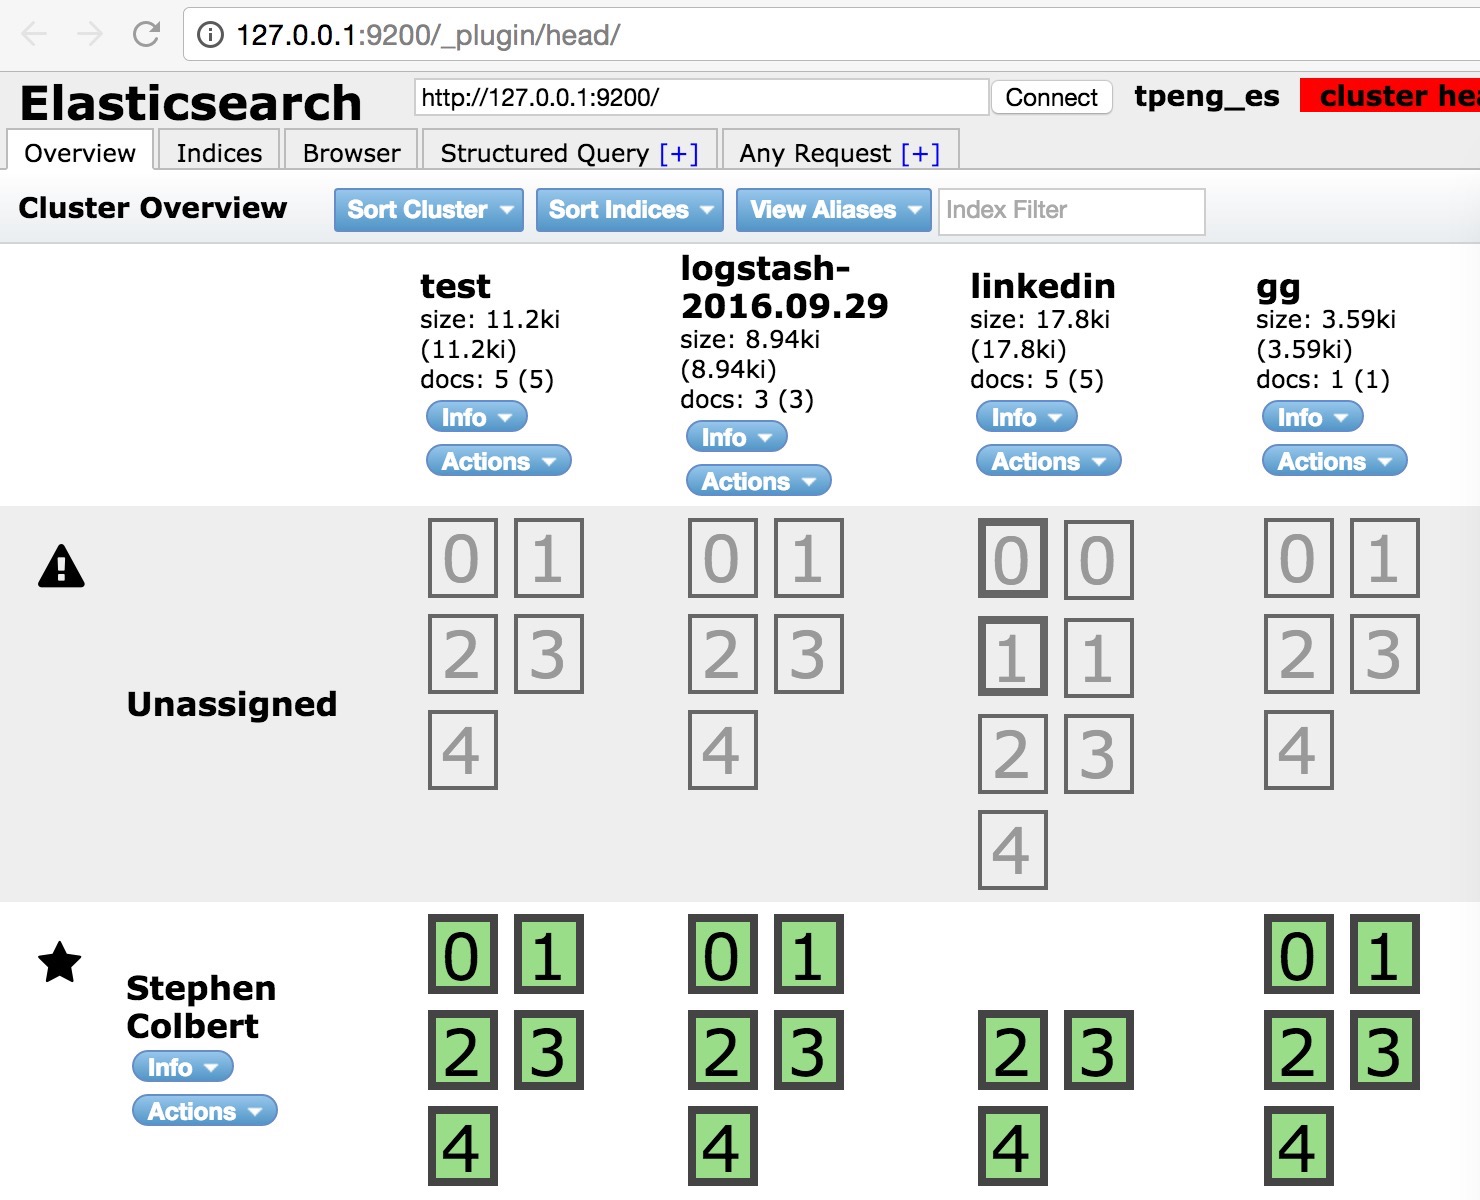 127.0.0.1:9200/_plugin/head/
Elasticsearch http://127.0.0.1:9200/ Connect tpeng_es cluster hea
Overview Indices Browser Structured Query [+] Any Request [+]
Cluster Overview Sort Cluster Sort Indices View Aliases Index Filter
test
size: 11.2ki
(11.2ki)
docs: 5 (5)
Info
Actions
logstash-
2016.09.29
size: 8.94ki
(8.94ki)
docs: 3 (3)
Info
Actions
linkedin
size: 17.8ki
(17.8ki)
docs: 5 (5)
Info
Actions
gg
size: 3.59ki
(3.59ki)
docs: 1 (1)
Info
Actions
Unassigned
0 1
2 3
4
0 1
2 3
4
0 0
1 1
2 3
4
0 1
2 3
4
Stephen
Colbert
Info
Actions
0 1
2 3
4
0 1
2 3
4
2 3
4
0 1
2 3
4